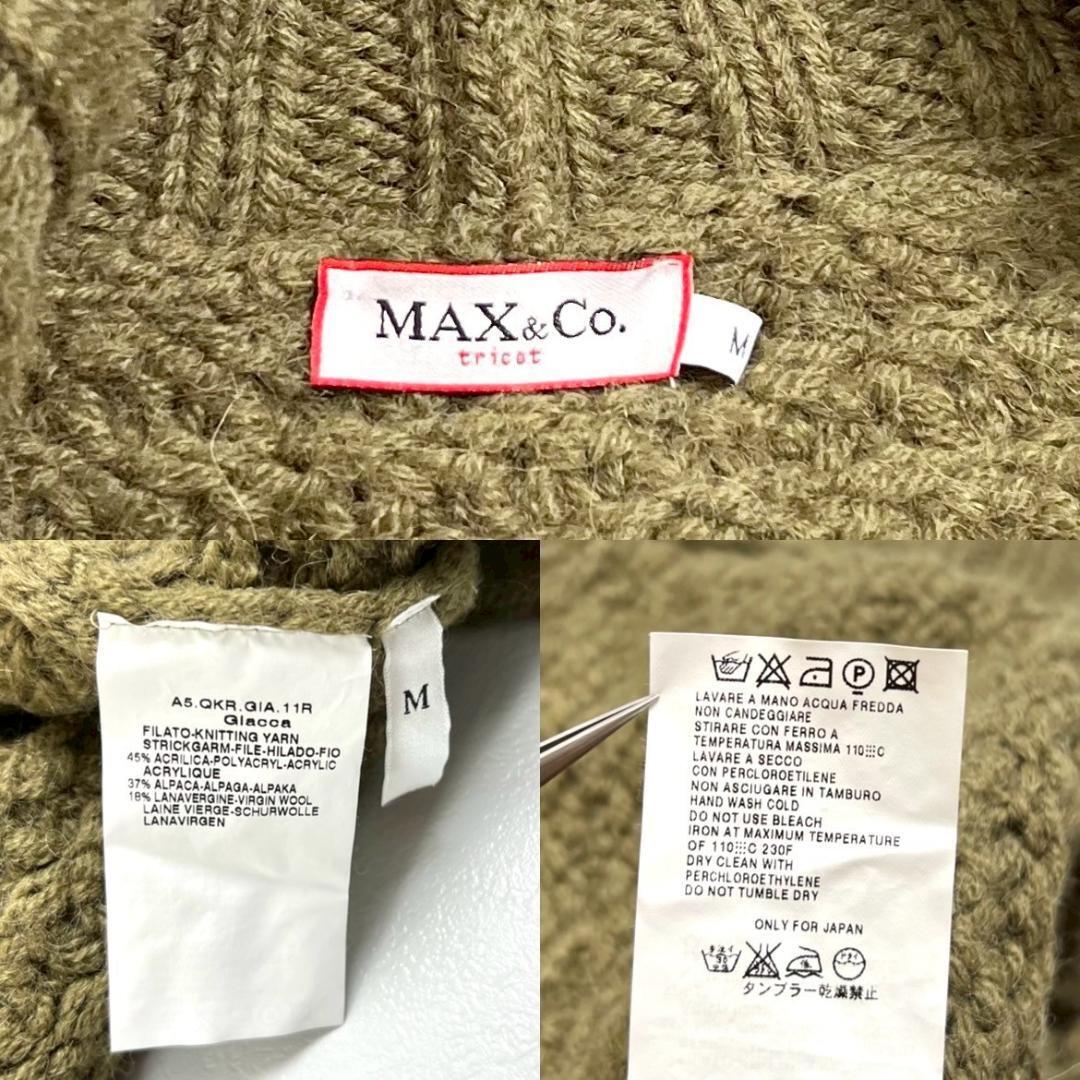 MAX&Co.
tricot
M
A5.QKR.GIA.11R
Giacca
FILATO-KNITTING YARN
STRICKGARM-FILE-HILADO-FIO
45% ACRILICA-POLYACRYL-ACRYLIC
ACRYLIQUE
37% ALPACA-ALPAGA-ALPAKA
18% LANAVERGINE-VIRGIN WOOL
LAINE VIERGE-SCHURWOLLE
LANAVIRGEN
M
P
LAVARE A MANO ACQUA FREDDA
NON CANDEGGIARE
STIRARE CON FERRO A
TEMPERATURA MASSIMA 110 C
LAVARE A SECCO
CON PERCLOROETILENE
NON ASCIUGARE IN TAMBURO
HAND WASH COLD
DO NOT USE BLEACH
IRON AT MAXIMUM TEMPERATURE
OF 110 C 230F
DRY CLEAN WITH
PERCHLOROETHYLENE
DO NOT TUMBLE DRY
ONLY FOR JAPAN
タンブラー乾燥禁止